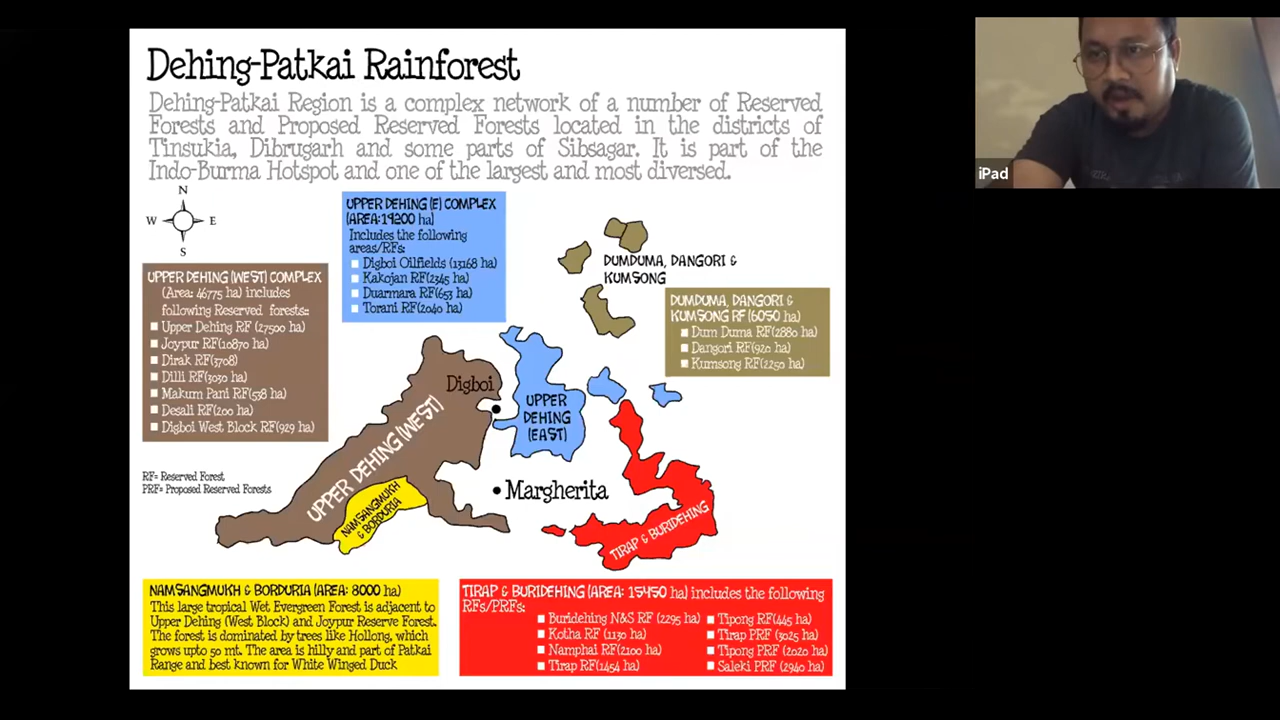 Dehing-Patkai Rainforest
Dehing-Patkai Region is a complex network of a number of Reserved
Forests and Proposed Reserved Forests located in the districts of
Tinsukia, Dibrugarh and some parts of Sibsagar. It is part of the
Indo-Burma Hotspot and one of the largest and most diversed.
iPad
N
W E
S
UPPER DEHING (E) COMPLEX
(AREA:19200 ha)
Includes the following
areas/RFs:
Digboi Oilfields (13168 ha)
Kakojan RF(2345 ha)
Duarmara RF(653 ha)
Torani RF(2040 ha)
DUMDUMA, DANGORI &
KUMSONG
UPPER DEHING (WEST) COMPLEX
(Area: 46775 ha) includes
following Reserved forests:
Upper Dehing RF (27500 ha)
Joypur RF(10870 ha)
Dirak RF(3708)
Dilli RF(3030 ha)
Makum Pani RF(538 ha)
Desali RF(200 ha)
Digboi West Block RF(929 ha)
DUMDUMA, DANGORI &
KUMSONG RF (6050 ha)
Dum Duma RF(2880 ha)
Dangori RF(920 ha)
Kumsong RF(2250 ha)
Digboi
UPPER
DEHING
(EAST)
UPPER DEHING (WEST)
RF= Reserved Forest
PRF= Proposed Reserved Forests
Margherita
NAMSANGMUKH
& BORDURIA
TIRAP & BURIDEHING
NAMSANGMUKH & BORDURIA (AREA: 8000 ha)
This large tropical Wet Evergreen Forest is adjacent to
Upper Dehing (West Block) and Joypur Reserve Forest.
The forest is dominated by trees like Hollong, which
grows upto 50 mt. The area is hilly and part of Patkai
Range and best known for White Winged Duck
TIRAP & BURIDEHING (AREA: 15450 ha) includes the following
RFs/PRFs:
Buridehing N&S RF (2295 ha)
Kotha RF (1130 ha)
Namphai RF(2100 ha)
Tirap RF(1454 ha)
Tipong RF(445 ha)
Tirap PRF (3025 ha)
Tipong PRF (2020 ha)
Saleki PRF (2940 ha)